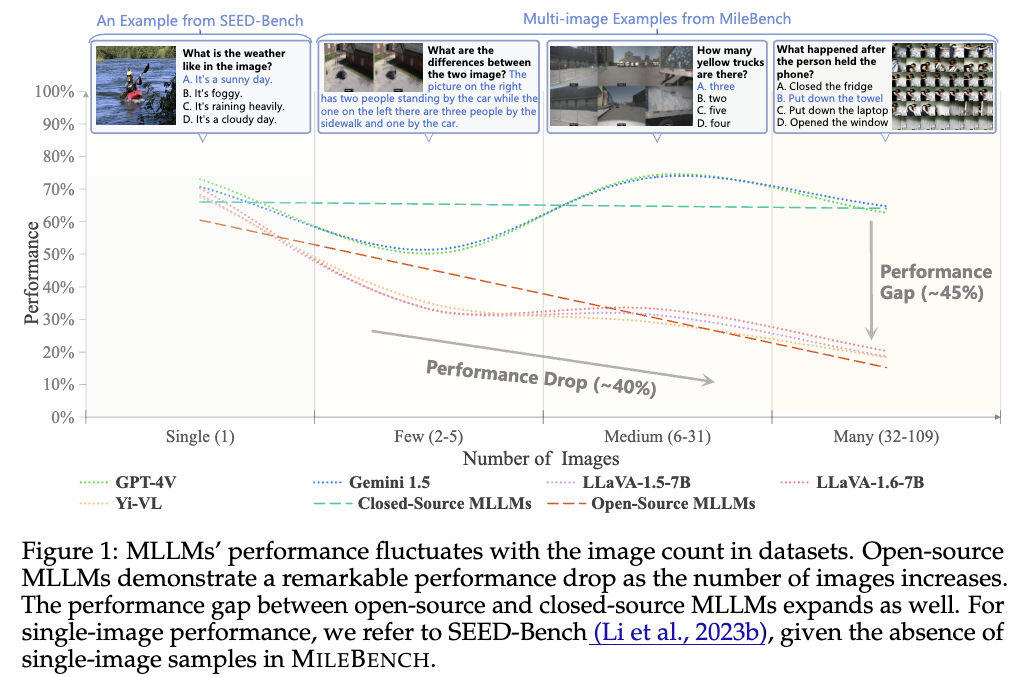 An Example from SEED-Bench
Multi-image Examples from MileBench
What is the weather
like in the image?
A. It's a sunny day.
B. It's foggy.
C. It's raining heavily.
D. It's a cloudy day.
What are the
differences between
the two image? The
picture on the right
has two people standing by the car while the
one on the left there are three people by the
sidewalk and one by the car.
How many
yellow trucks
are there?
A. three
B. two
C. five
D. four
What happened after
the person held the
phone?
A. Closed the fridge
B. Put down the towel
C. Put down the laptop
D. Opened the window
100%
90%
80%
70%
60%
50%
40%
30%
20%
10%
0%
Performance
Performance
Gap (~45%)
Performance Drop (~40%)
Single (1)
Few (2-5)
Medium (6-31)
Many (32-109)
Number of Images
GPT-4V
Gemini 1.5
LLaVA-1.5-7B
LLaVA-1.6-7B
Yi-VL
Closed-Source MLLMs
Open-Source MLLMs
Figure 1: MLLMs' performance fluctuates with the image count in datasets. Open-source
MLLMs demonstrate a remarkable performance drop as the number of images increases.
The performance gap between open-source and closed-source MLLMs expands as well. For
single-image performance, we refer to SEED-Bench (Li et al., 2023b), given the absence of
single-image samples in MILEBENCH.